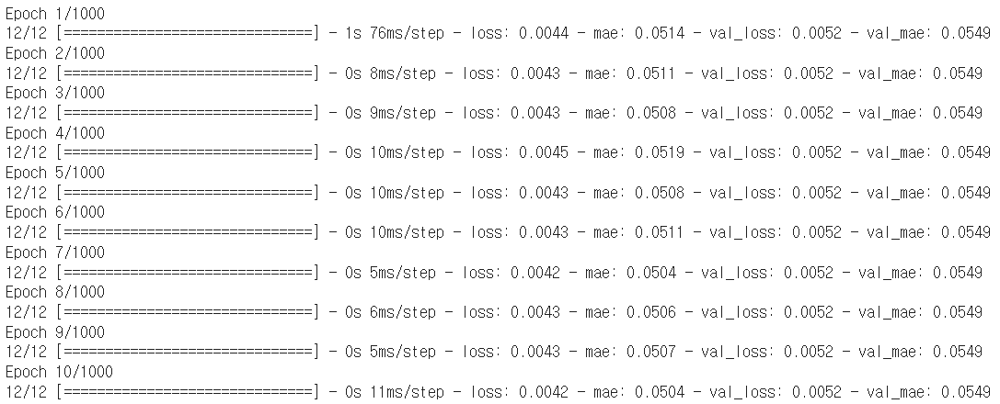 Epoch 1/1000
12/12 [==============================] - 1s 76ms/step - loss: 0.0044 - mae: 0.0514 - val_loss: 0.0052 - val_mae: 0.0549
Epoch 2/1000
12/12 [==============================] - 0s 8ms/step - loss: 0.0043 - mae: 0.0511 - val_loss: 0.0052 - val_mae: 0.0549
Epoch 3/1000
12/12 [==============================] - 0s 9ms/step - loss: 0.0043 - mae: 0.0508 - val_loss: 0.0052 - val_mae: 0.0549
Epoch 4/1000
12/12 [==============================] - 0s 10ms/step - loss: 0.0045 - mae: 0.0519 - val_loss: 0.0052 - val_mae: 0.0549
Epoch 5/1000
12/12 [==============================] - 0s 10ms/step - loss: 0.0043 - mae: 0.0508 - val_loss: 0.0052 - val_mae: 0.0549
Epoch 6/1000
12/12 [==============================] - 0s 10ms/step - loss: 0.0043 - mae: 0.0511 - val_loss: 0.0052 - val_mae: 0.0549
Epoch 7/1000
12/12 [==============================] - 0s 5ms/step - loss: 0.0042 - mae: 0.0504 - val_loss: 0.0052 - val_mae: 0.0549
Epoch 8/1000
12/12 [==============================] - 0s 6ms/step - loss: 0.0043 - mae: 0.0506 - val_loss: 0.0052 - val_mae: 0.0549
Epoch 9/1000
12/12 [==============================] - 0s 5ms/step - loss: 0.0043 - mae: 0.0507 - val_loss: 0.0052 - val_mae: 0.0549
Epoch 10/1000
12/12 [==============================] - 0s 11ms/step - loss: 0.0042 - mae: 0.0504 - val_loss: 0.0052 - val_mae: 0.0549